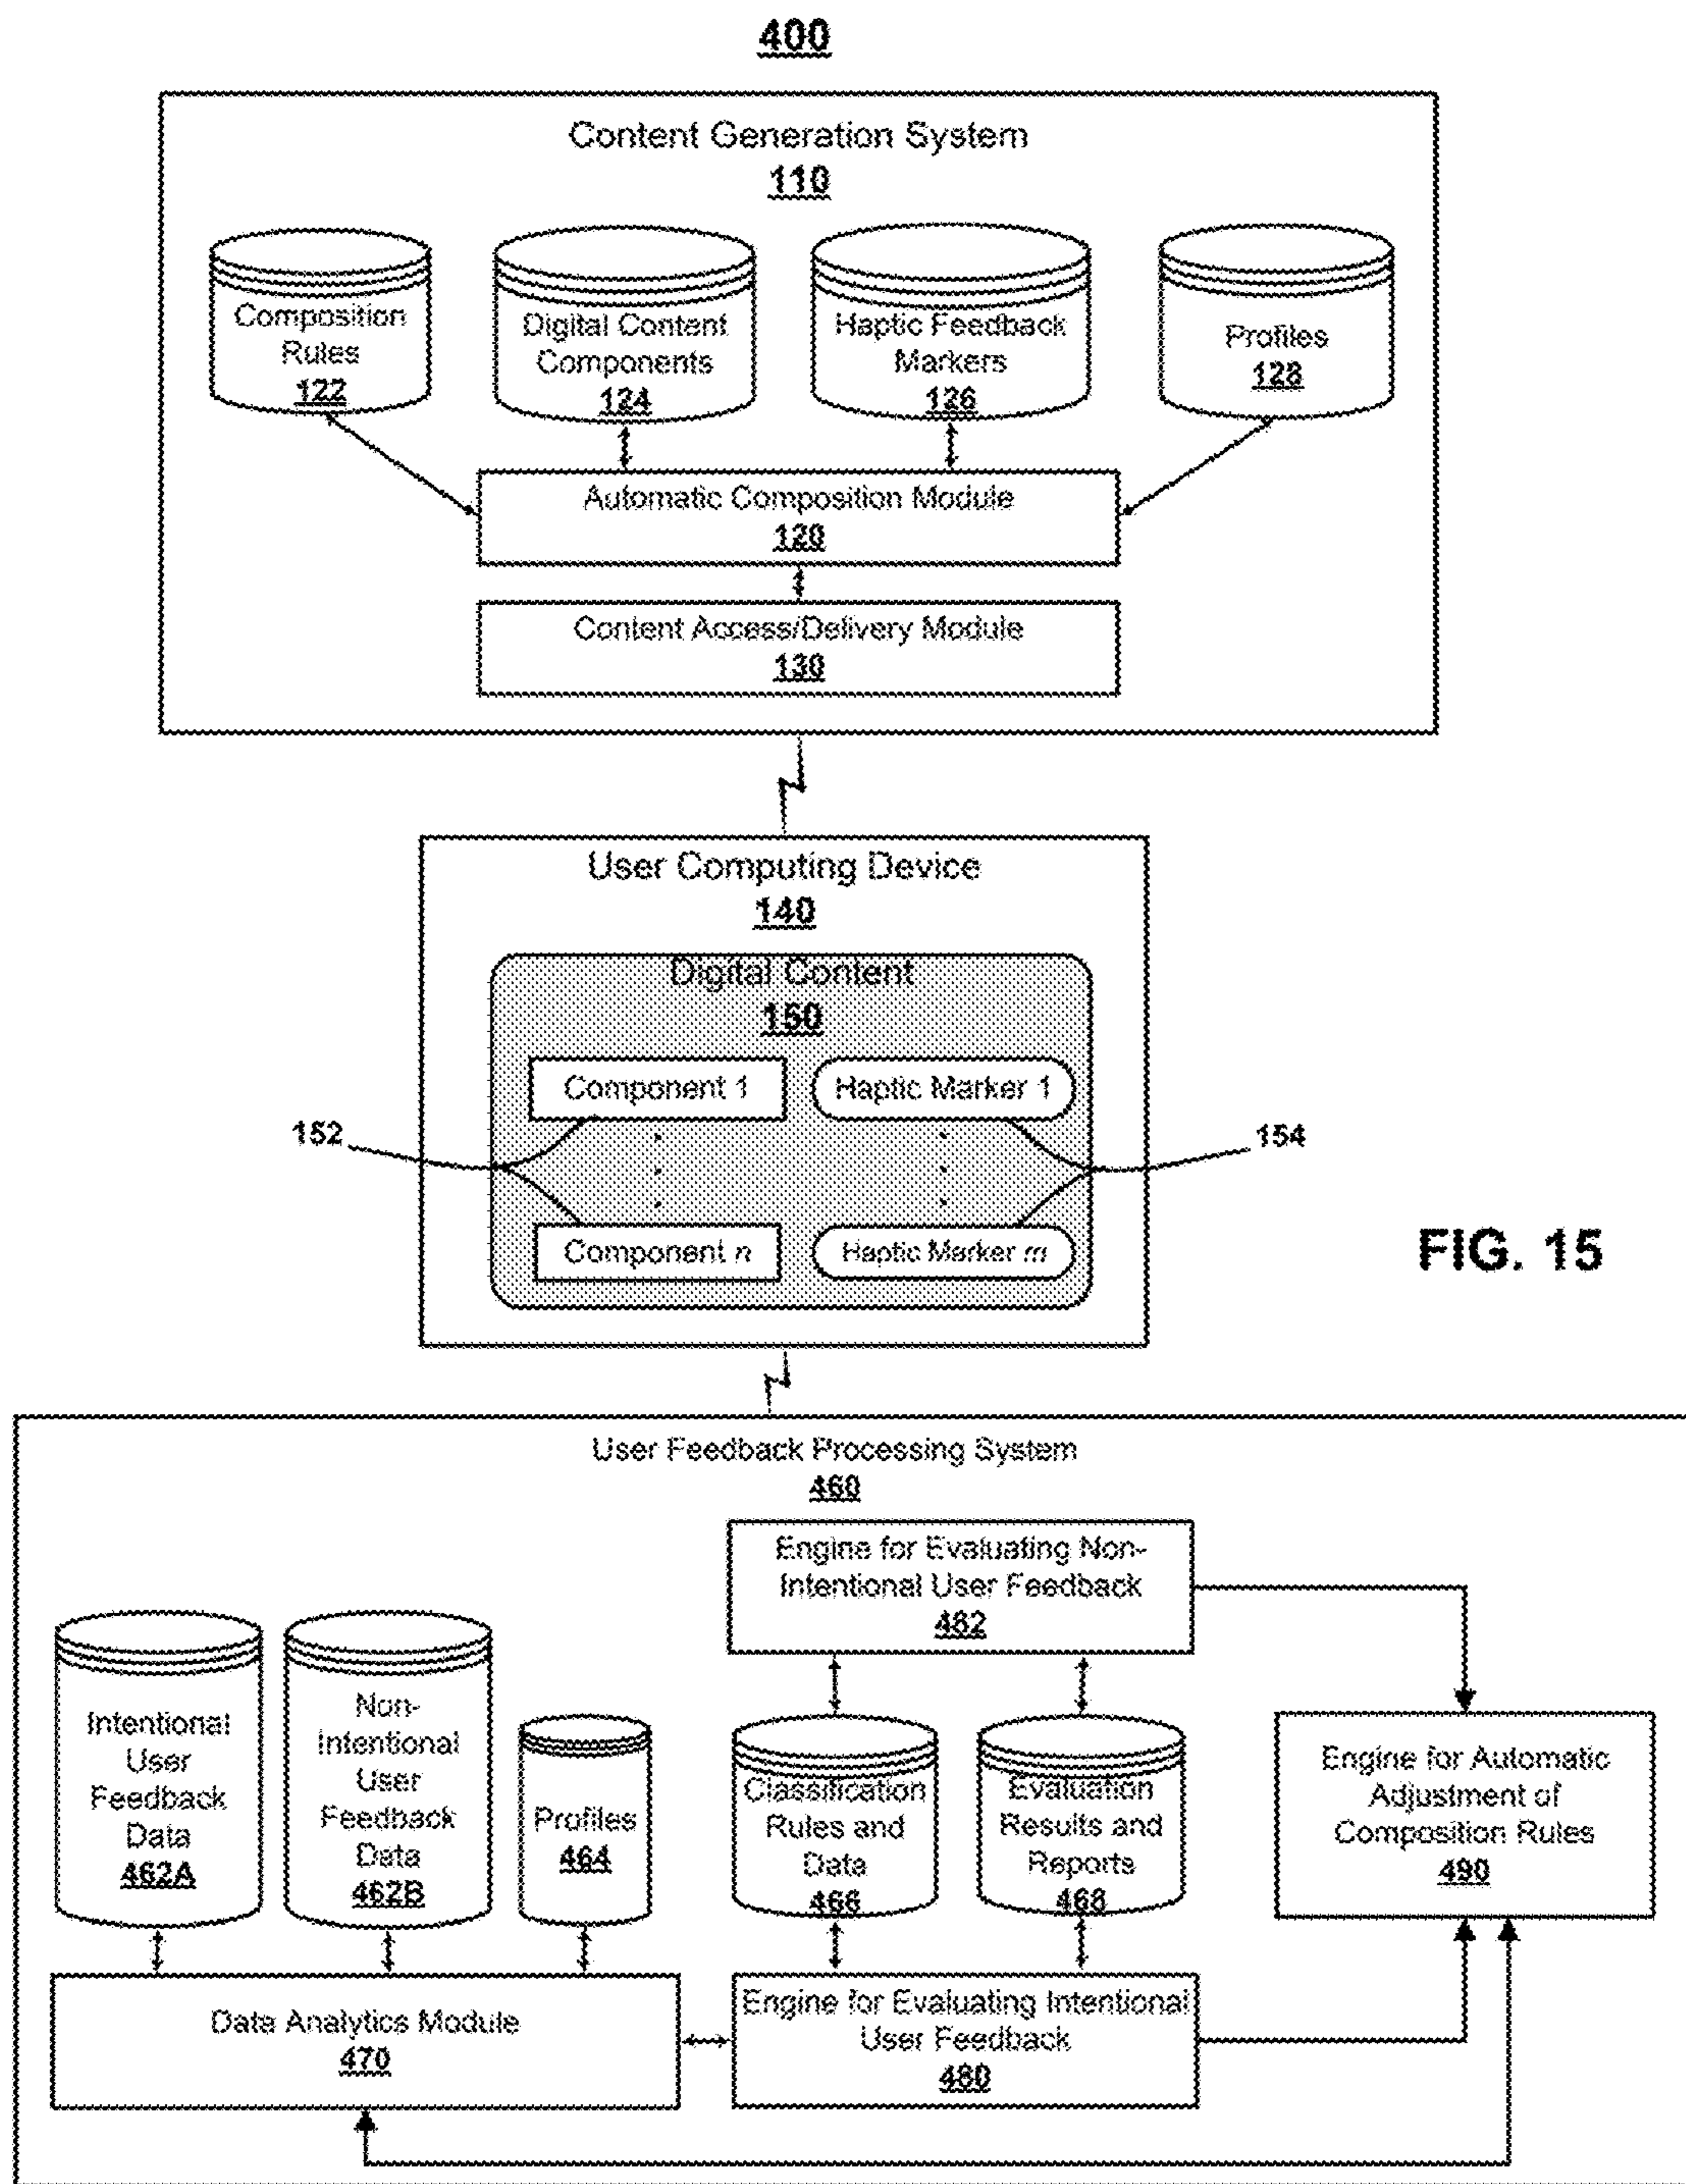 400
Content Generation System
110
Composition
Rules
122
Digital Content
Components
124
Haptic Feedback
Markers
126
Profiles
128
Automatic Composition Module
120
Content Access/Delivery Module
130
User Computing Device
140
Digital Content
150
Component 1
Haptic Marker 1
152
154
Component n
Haptic Marker m
FIG. 15
User Feedback Processing System
460
Engine for Evaluating Non-
Intentional User Feedback
482
Intentional
User
Feedback
Data
462A
Non-
Intentional
User
Feedback
Data
462B
Profiles
464
Classification
Rules and
Data
466
Evaluation
Results and
Reports
468
Engine for Automatic
Adjustment of
Composition Rules
490
Data Analytics Module
470
Engine for Evaluating Intentional
User Feedback
480